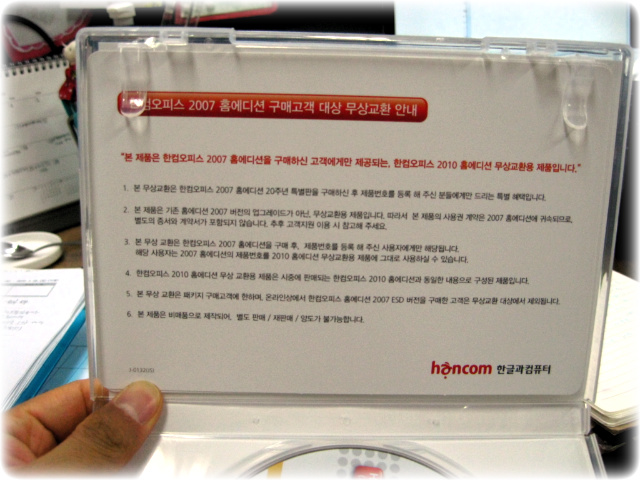 한컴오피스 2007 홈에디션 구매고객 대상 무상교환 안내
"본 제품은 한컴오피스 2007 홈에디션을 구매하신 고객에게만 제공되는, 한컴오피스 2010 홈에디션 무상교환용 제품입니다."
1. 본 무상교환은 한컴오피스 2007 홈에디션 20주년 특별판을 구매하신 후 제품번호를 등록 해 주신 분들에게만 드리는 특별 혜택입니다.
2. 본 제품은 기존 홈에디션 2007 버전의 업그레이드가 아닌, 무상교환용 제품입니다. 따라서 본 제품의 사용권 계약은 2007 홈에디션에 귀속되므로,
별도의 증서와 계약서가 포함되지 않습니다. 추후 고객지원 이용 시 참고해 주세요.
3. 본 무상 교환은 한컴오피스 2007 홈에디션을 구매 후, 제품번호를 등록 해 주신 사용자에게만 해당됩니다.
해당 사용자는 2007 홈에디션의 제품번호를 2010 홈에디션 무상교환용 제품에 그대로 사용하실 수 있습니다.
4. 한컴오피스 2010 홈에디션 무상 교환용 제품은 시중에 판매되는 한컴오피스 2010 홈에디션과 동일한 내용으로 구성된 제품입니다.
5. 본 무상 교환은 패키지 구매고객에 한하며, 온라인상에서 한컴오피스 홈에디션 2007 ESD 버전을 구매한 고객은 무상교환 대상에서 제외됩니다.
6. 본 제품은 비매품으로 제작되어, 별도 판매 / 재판매 / 양도가 불가능합니다.
hancom 한글과컴퓨터